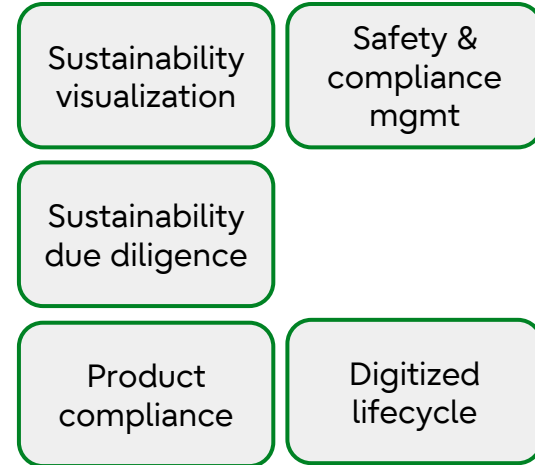 Sustainability
visualization
Safety &
compliance
mgmt
Sustainability
due diligence
Product
compliance
Digitized
lifecycle